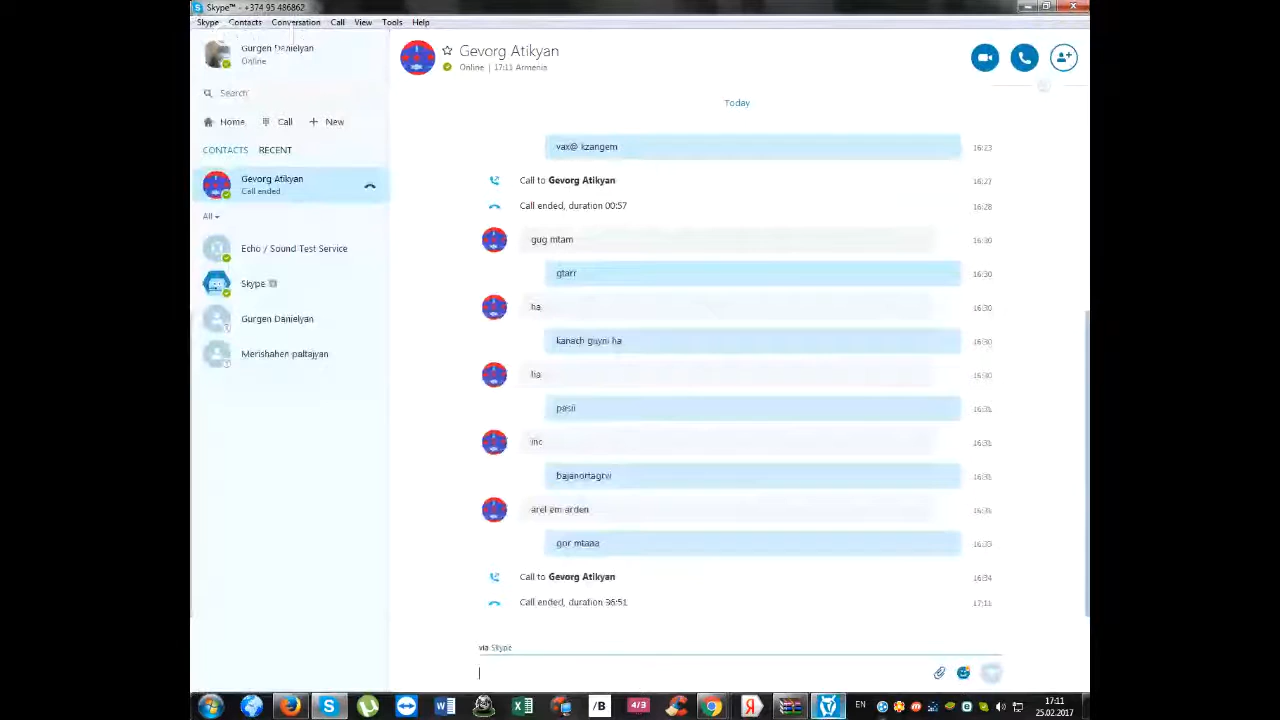 Skype™ - +374 95 486862
Skype Contacts Conversation Call View Tools Help
Gurgen Danielyan
Online
Search
Home Call New
CONTACTS RECENT
Gevorg Atikyan
Call ended
All
Echo / Sound Test Service
Skype
Gurgen Danielyan
Merishahen paltajyan
Gevorg Atikyan
Online | 17:11 Armenia
Today
vax@ kzangem 16:23
Call to Gevorg Atikyan 16:27
Call ended, duration 00:57 16:28
gug mtam 16:30
gtarr 16:30
ha 16:30
kanach guyni ha 16:30
ha 16:30
pasii 16:31
inc 16:31
bajanortagrvi 16:31
arel em arden 16:31
gor mtaaa 16:33
Call to Gevorg Atikyan 16:34
Call ended, duration 36:51 17:11
via Skype
/B
4/3
EN
17:11
25.02.2017